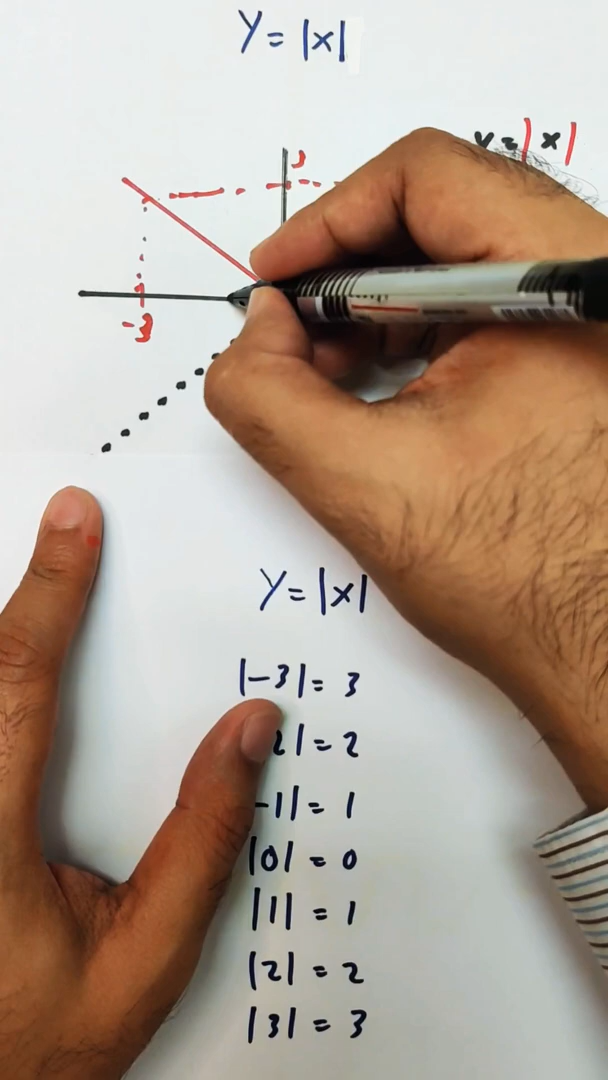 Y = |x|
Y = |x|
3
-3
Y = |x|
|-3| = 3
2| = 2
-1| = 1
|0| = 0
|1| = 1
|2| = 2
|3| = 3